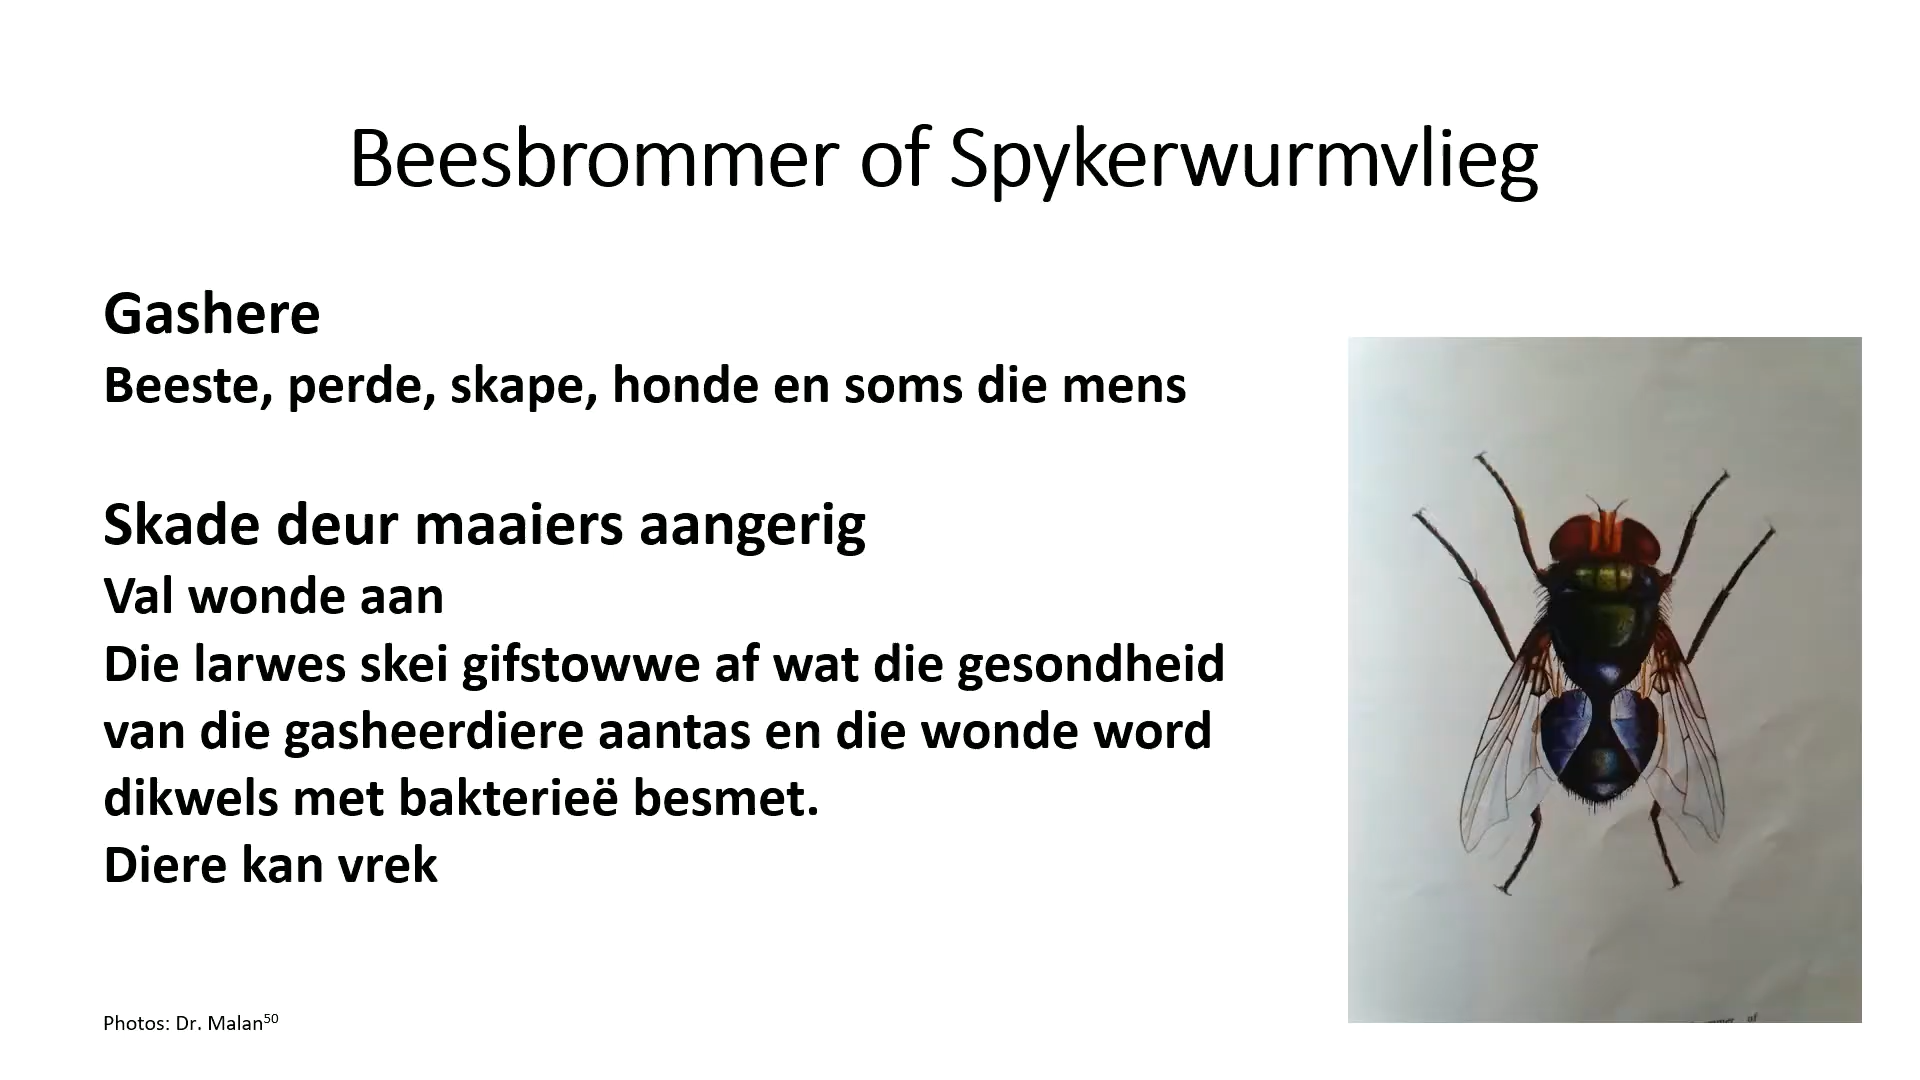 Beesbrommer of Spykerwurmvlieg
Gashere
Beeste, perde, skape, honde en soms die mens
Skade deur maaiers aangerig
Val wonde aan
Die larwes skei gifstowwe af wat die gesondheid
van die gasheerdiere aantas en die wonde word
dikwels met bakterieë besmet.
Diere kan vrek
Photos: Dr. Malan50
of